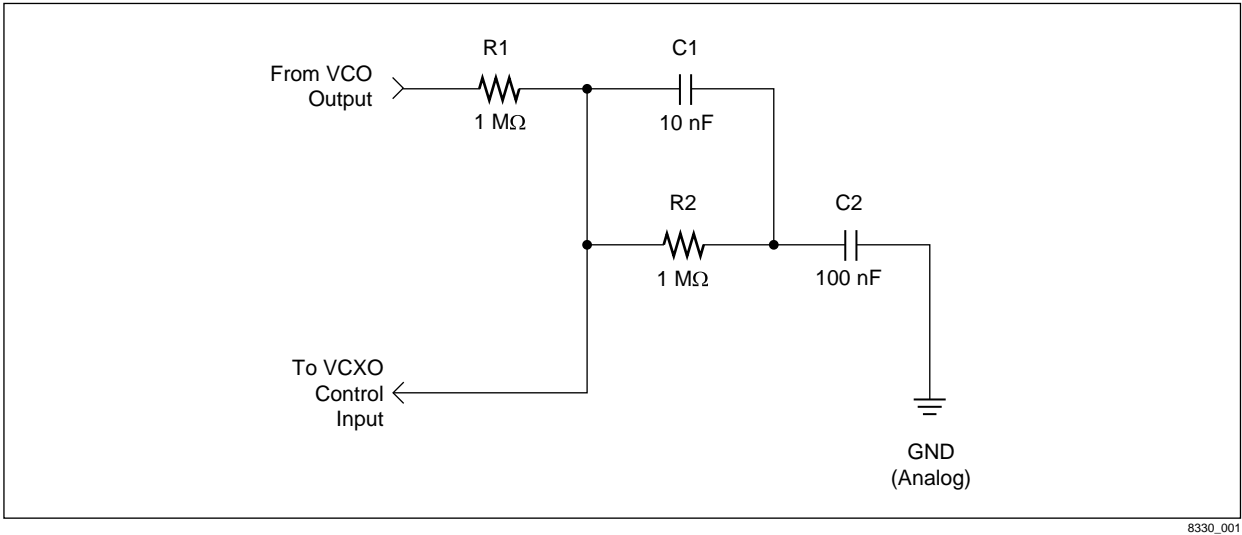 R1
C1
From VCO
Output
1 MΩ
10 nF
R2
C2
1 MΩ
100 nF
To VCXO
Control
Input
GND
(Analog)
8330_001